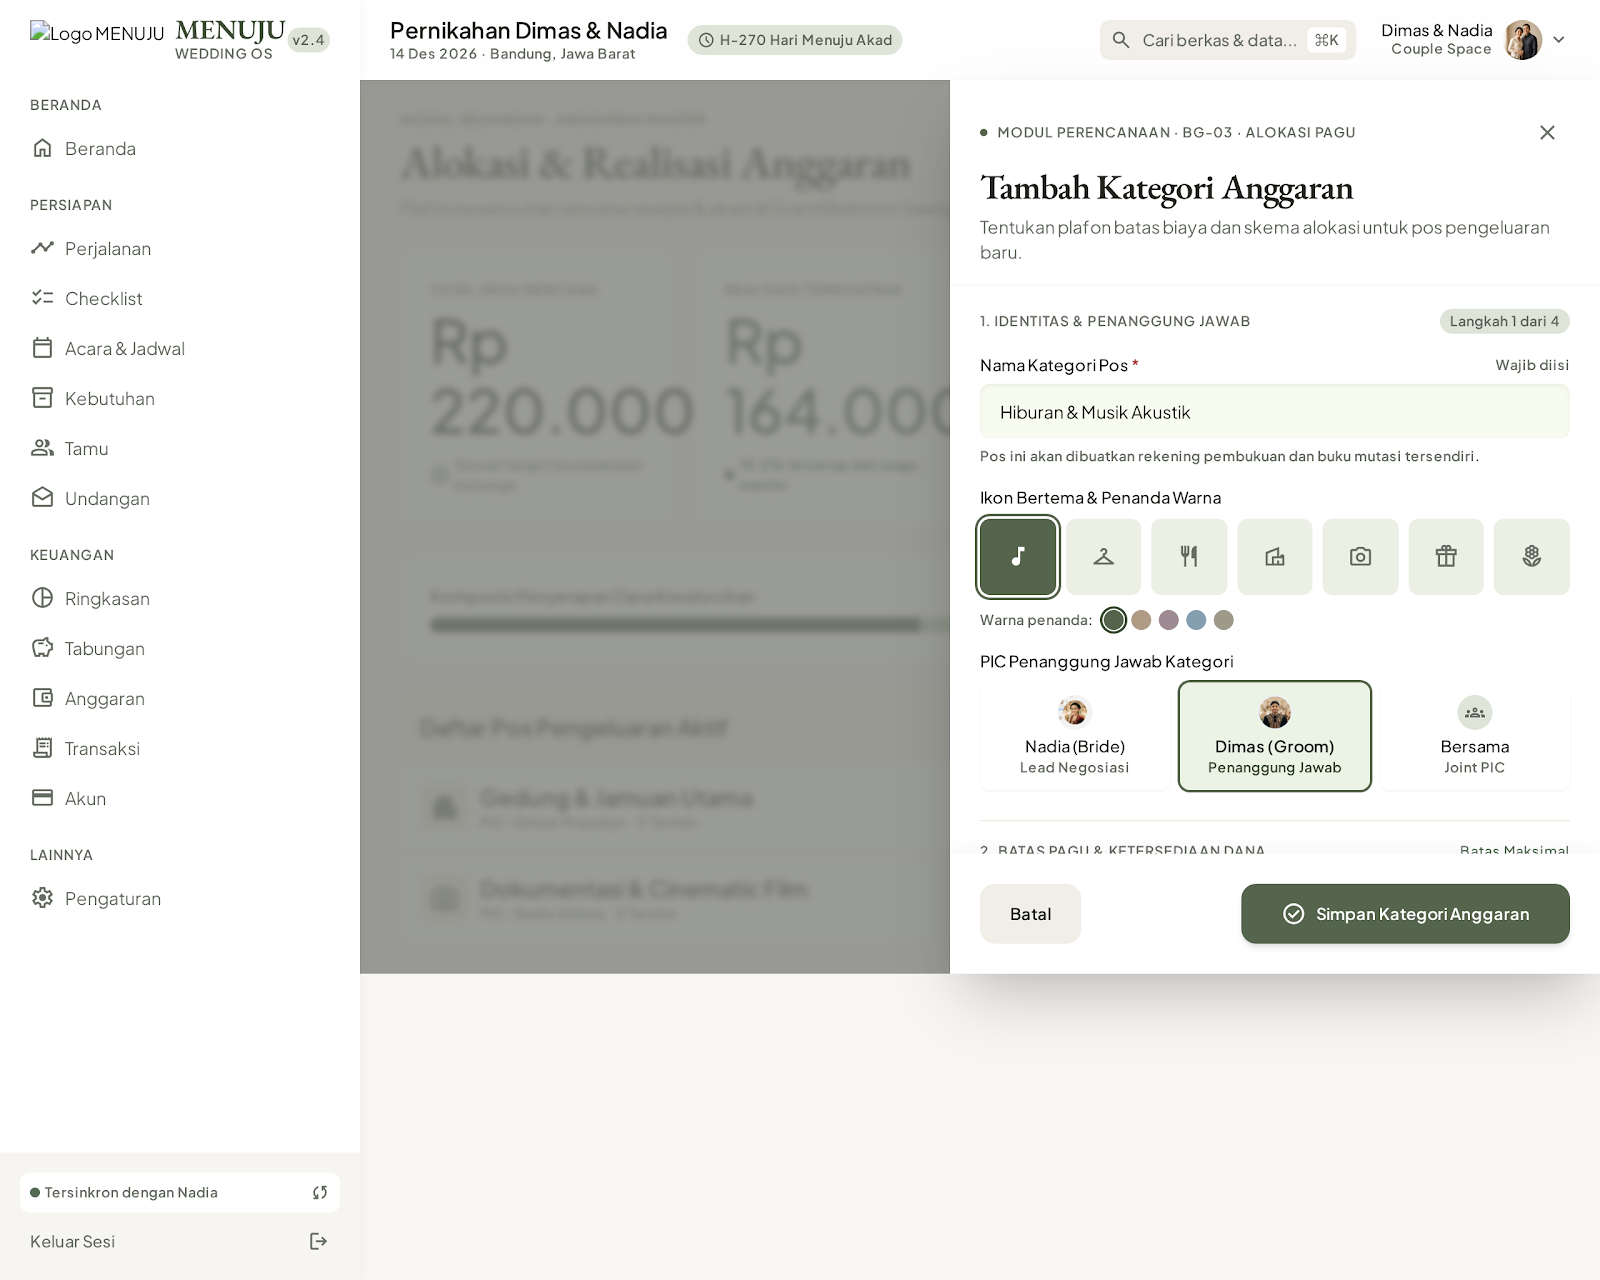 Logo MENUJU
MENUJU
WEDDING OS
v2.4
BERANDA
Beranda
PERSIAPAN
Perjalanan
Checklist
Acara & Jadwal
Kebutuhan
Tamu
Undangan
KEUANGAN
Ringkasan
Tabungan
Anggaran
Transaksi
Akun
LAINNYA
Pengaturan
Tersinkron dengan Nadia
Keluar Sesi
Pernikahan Dimas & Nadia
14 Des 2026 · Bandung, Jawa Barat
H-270 Hari Menuju Akad
Cari berkas & data...
⌘K
Dimas & Nadia
Couple Space
Alokasi & Realisasi Anggaran
Rp
220.000
Rp
164.000
Komposisi Penyerapan Dana Keseluruhan
Daftar Pos Pengeluaran Aktif
Gedung & Jamuan Utama
Dokumentasi & Cinematic Film
MODUL PERENCANAAN · BG-03 · ALOKASI PAGU
Tambah Kategori Anggaran
Tentukan plafon batas biaya dan skema alokasi untuk pos pengeluaran
baru.
1. IDENTITAS & PENANGGUNG JAWAB
Langkah 1 dari 4
Nama Kategori Pos *
Wajib diisi
Hiburan & Musik Akustik
Pos ini akan dibuatkan rekening pembukuan dan buku mutasi tersendiri.
Ikon Bertema & Penanda Warna
Warna penanda:
PIC Penanggung Jawab Kategori
Nadia (Bride)
Lead Negosiasi
Dimas (Groom)
Penanggung Jawab
Bersama
Joint PIC
2. BATAS PAGU & KETERSEDIAAN DANA
Batas Maksimal
Batal
Simpan Kategori Anggaran